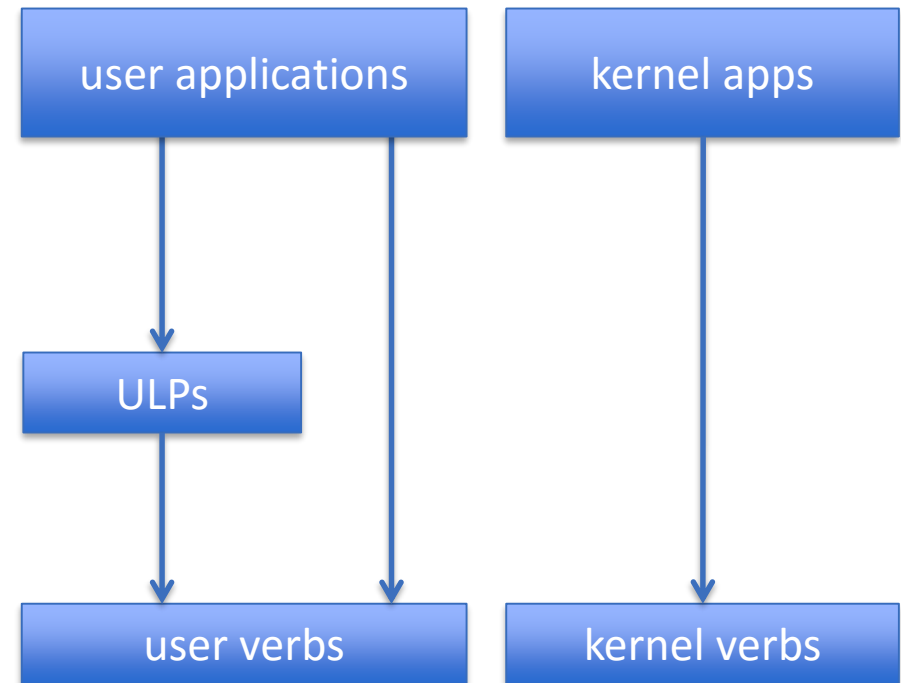 user applications
kernel apps
ULPs
user verbs
kernel verbs